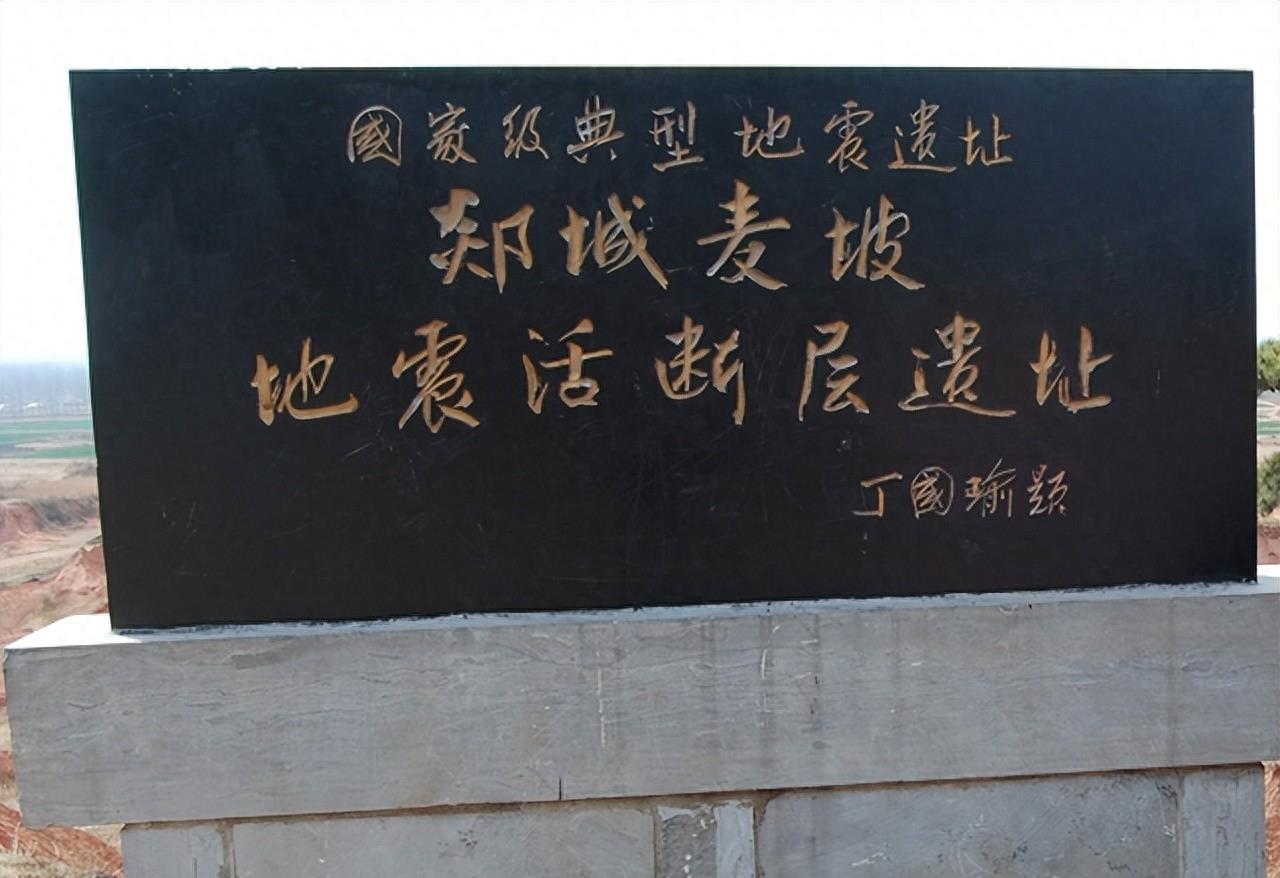 國家级典型地震遗址
郯城麦坡
地震活断层遗址
丁國瑜题